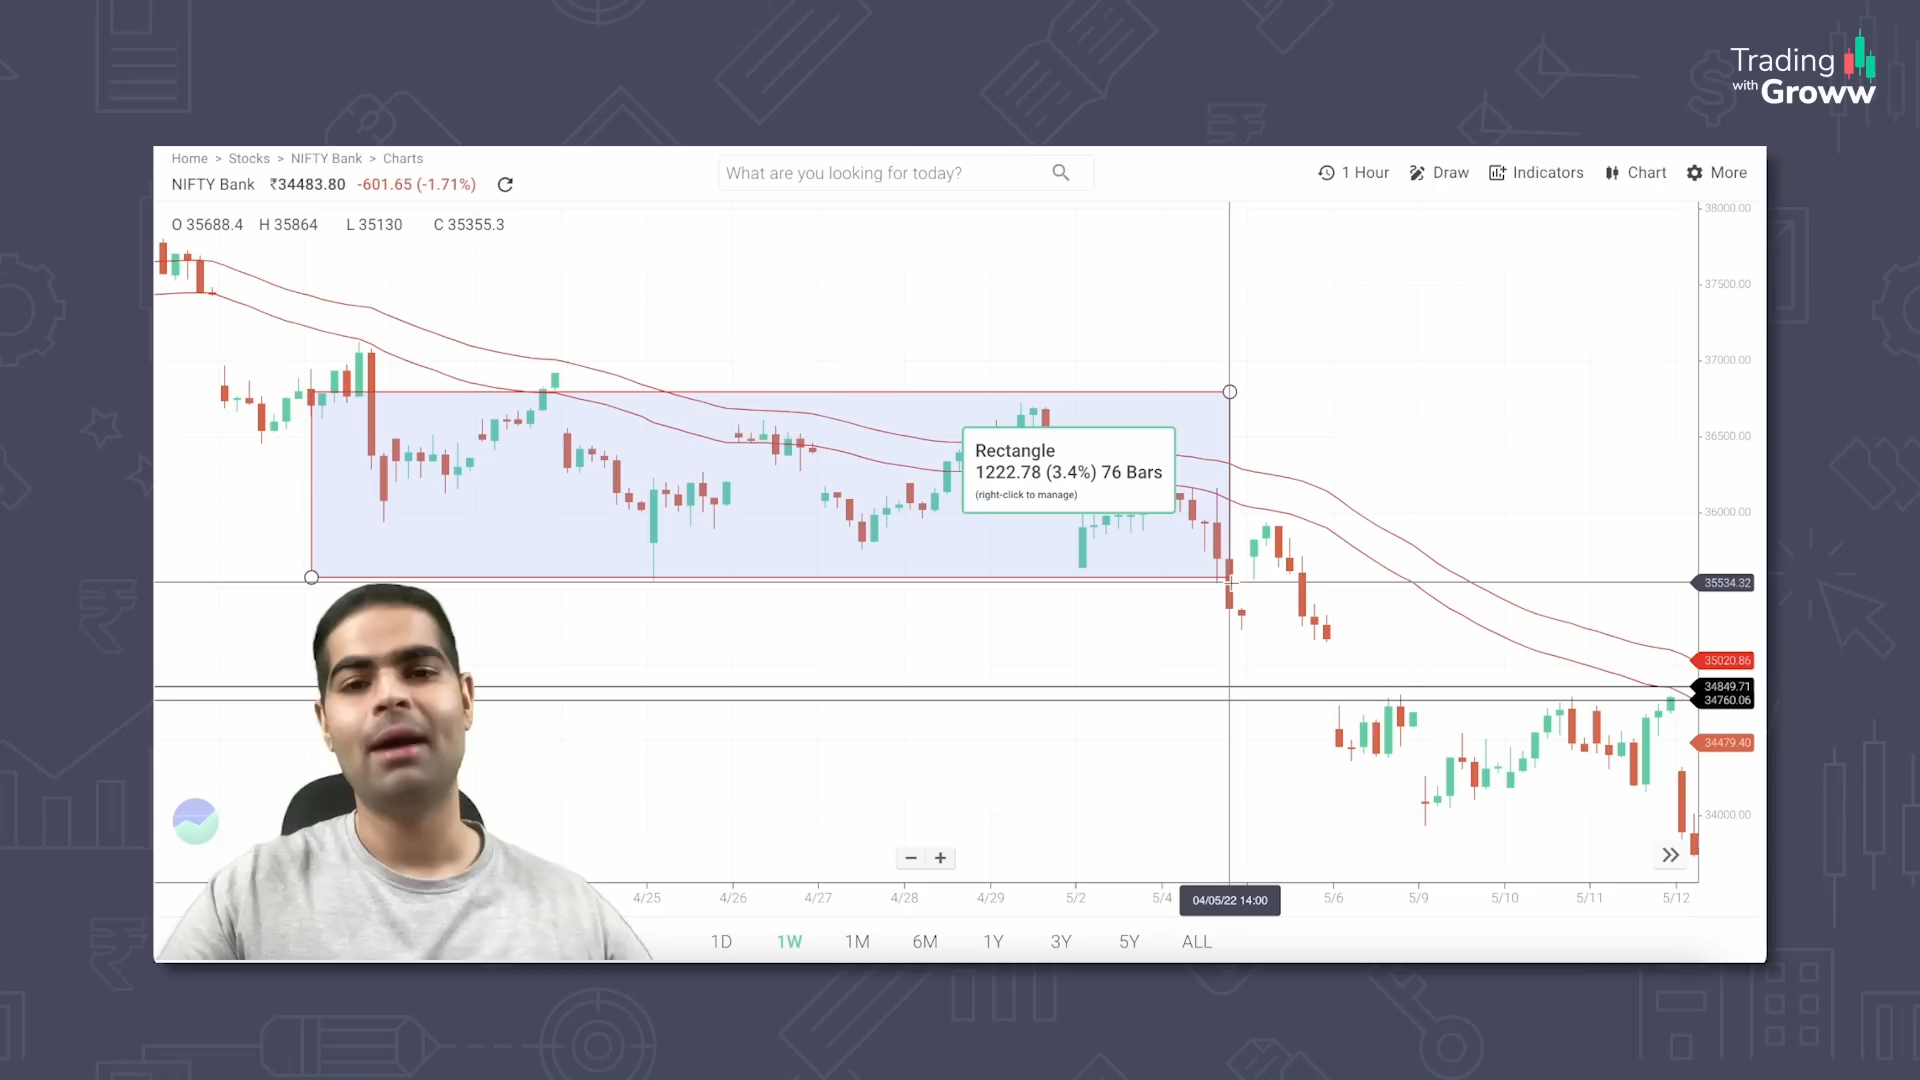 Trading
with Groww
Home > Stocks > NIFTY Bank > Charts
NIFTY Bank ₹34483.80 -601.65 (-1.71%)
What are you looking for today?
1 Hour Draw Indicators Chart More
O 35688.4 H 35864 L 35130 C 35355.3
38000.00
37500.00
37000.00
36500.00
Rectangle
1222.78 (3.4%) 76 Bars
(right-click to manage)
36000.00
35534.32
35020.86
34849.71
34760.06
34479.40
34000.00
4/25 4/26 4/27 4/28 4/29 5/2 5/4 04/05/22 14:00 5/6 5/9 5/10 5/11 5/12
1D 1W 1M 6M 1Y 3Y 5Y ALL